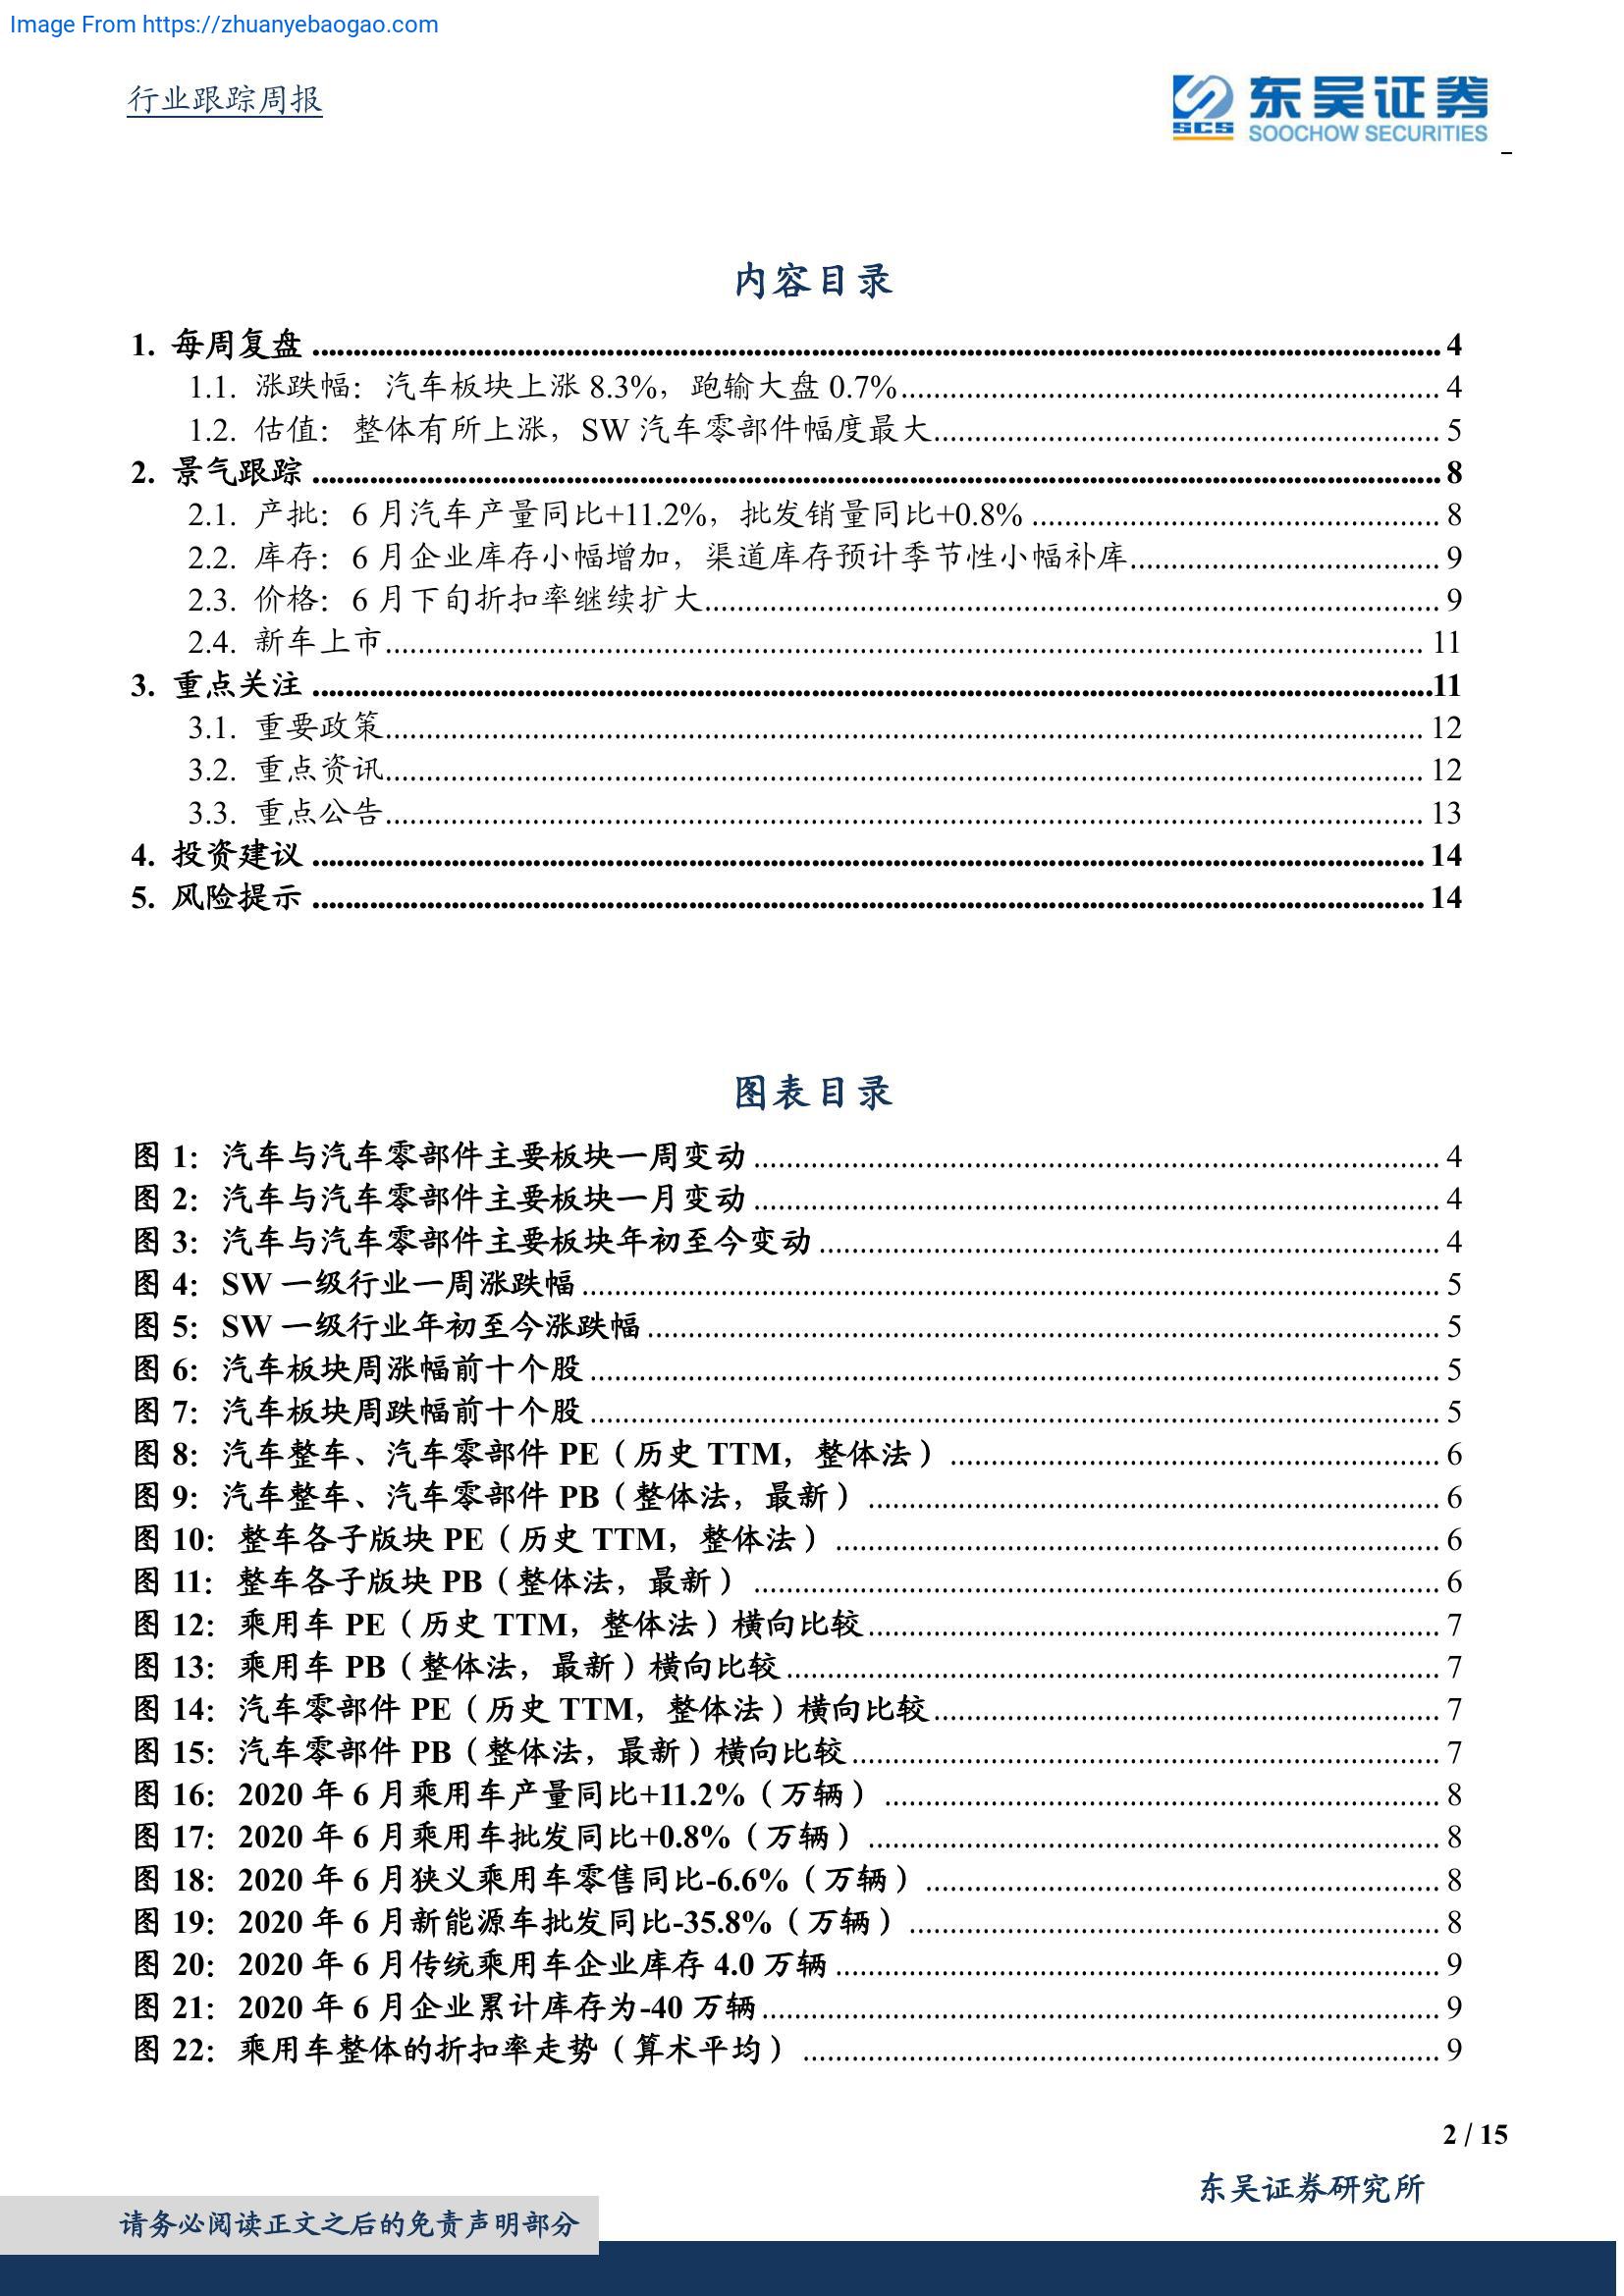 Image From https://zhuanyebaogao.com
行业跟踪周报
SCS 东吴证券
SOOCHOW SECURITIES
内容目录
1. 每周复盘 ........ 4
1.1. 涨跌幅：汽车板块上涨 8.3%，跑输大盘 0.7% ........ 4
1.2. 估值：整体有所上涨，SW 汽车零部件幅度最大 ........ 5
2. 景气跟踪 ........ 8
2.1. 产批：6 月汽车产量同比+11.2%，批发销量同比+0.8% ........ 8
2.2. 库存：6 月企业库存小幅增加，渠道库存预计季节性小幅补库 ........ 9
2.3. 价格：6 月下旬折扣率继续扩大 ........ 9
2.4. 新车上市 ........ 11
3. 重点关注 ........ 11
3.1. 重要政策 ........ 12
3.2. 重点资讯 ........ 12
3.3. 重点公告 ........ 13
4. 投资建议 ........ 14
5. 风险提示 ........ 14
图表目录
图 1：汽车与汽车零部件主要板块一周变动 ........ 4
图 2：汽车与汽车零部件主要板块一月变动 ........ 4
图 3：汽车与汽车零部件主要板块年初至今变动 ........ 4
图 4：SW 一级行业一周涨跌幅 ........ 5
图 5：SW 一级行业年初至今涨跌幅 ........ 5
图 6：汽车板块周涨幅前十个股 ........ 5
图 7：汽车板块周跌幅前十个股 ........ 5
图 8：汽车整车、汽车零部件 PE（历史 TTM，整体法） ........ 6
图 9：汽车整车、汽车零部件 PB（整体法，最新） ........ 6
图 10：整车各子版块 PE（历史 TTM，整体法） ........ 6
图 11：整车各子版块 PB（整体法，最新） ........ 6
图 12：乘用车 PE（历史 TTM，整体法）横向比较 ........ 7
图 13：乘用车 PB（整体法，最新）横向比较 ........ 7
图 14：汽车零部件 PE（历史 TTM，整体法）横向比较 ........ 7
图 15：汽车零部件 PB（整体法，最新）横向比较 ........ 7
图 16：2020 年 6 月乘用车产量同比+11.2%（万辆） ........ 8
图 17：2020 年 6 月乘用车批发同比+0.8%（万辆） ........ 8
图 18：2020 年 6 月狭义乘用车零售同比-6.6%（万辆） ........ 8
图 19：2020 年 6 月新能源车批发同比-35.8%（万辆） ........ 8
图 20：2020 年 6 月传统乘用车企业库存 4.0 万辆 ........ 9
图 21：2020 年 6 月企业累计库存为-40 万辆 ........ 9
图 22：乘用车整体的折扣率走势（算术平均） ........ 9
2 / 15
东吴证券研究所
请务必阅读正文之后的免责声明部分